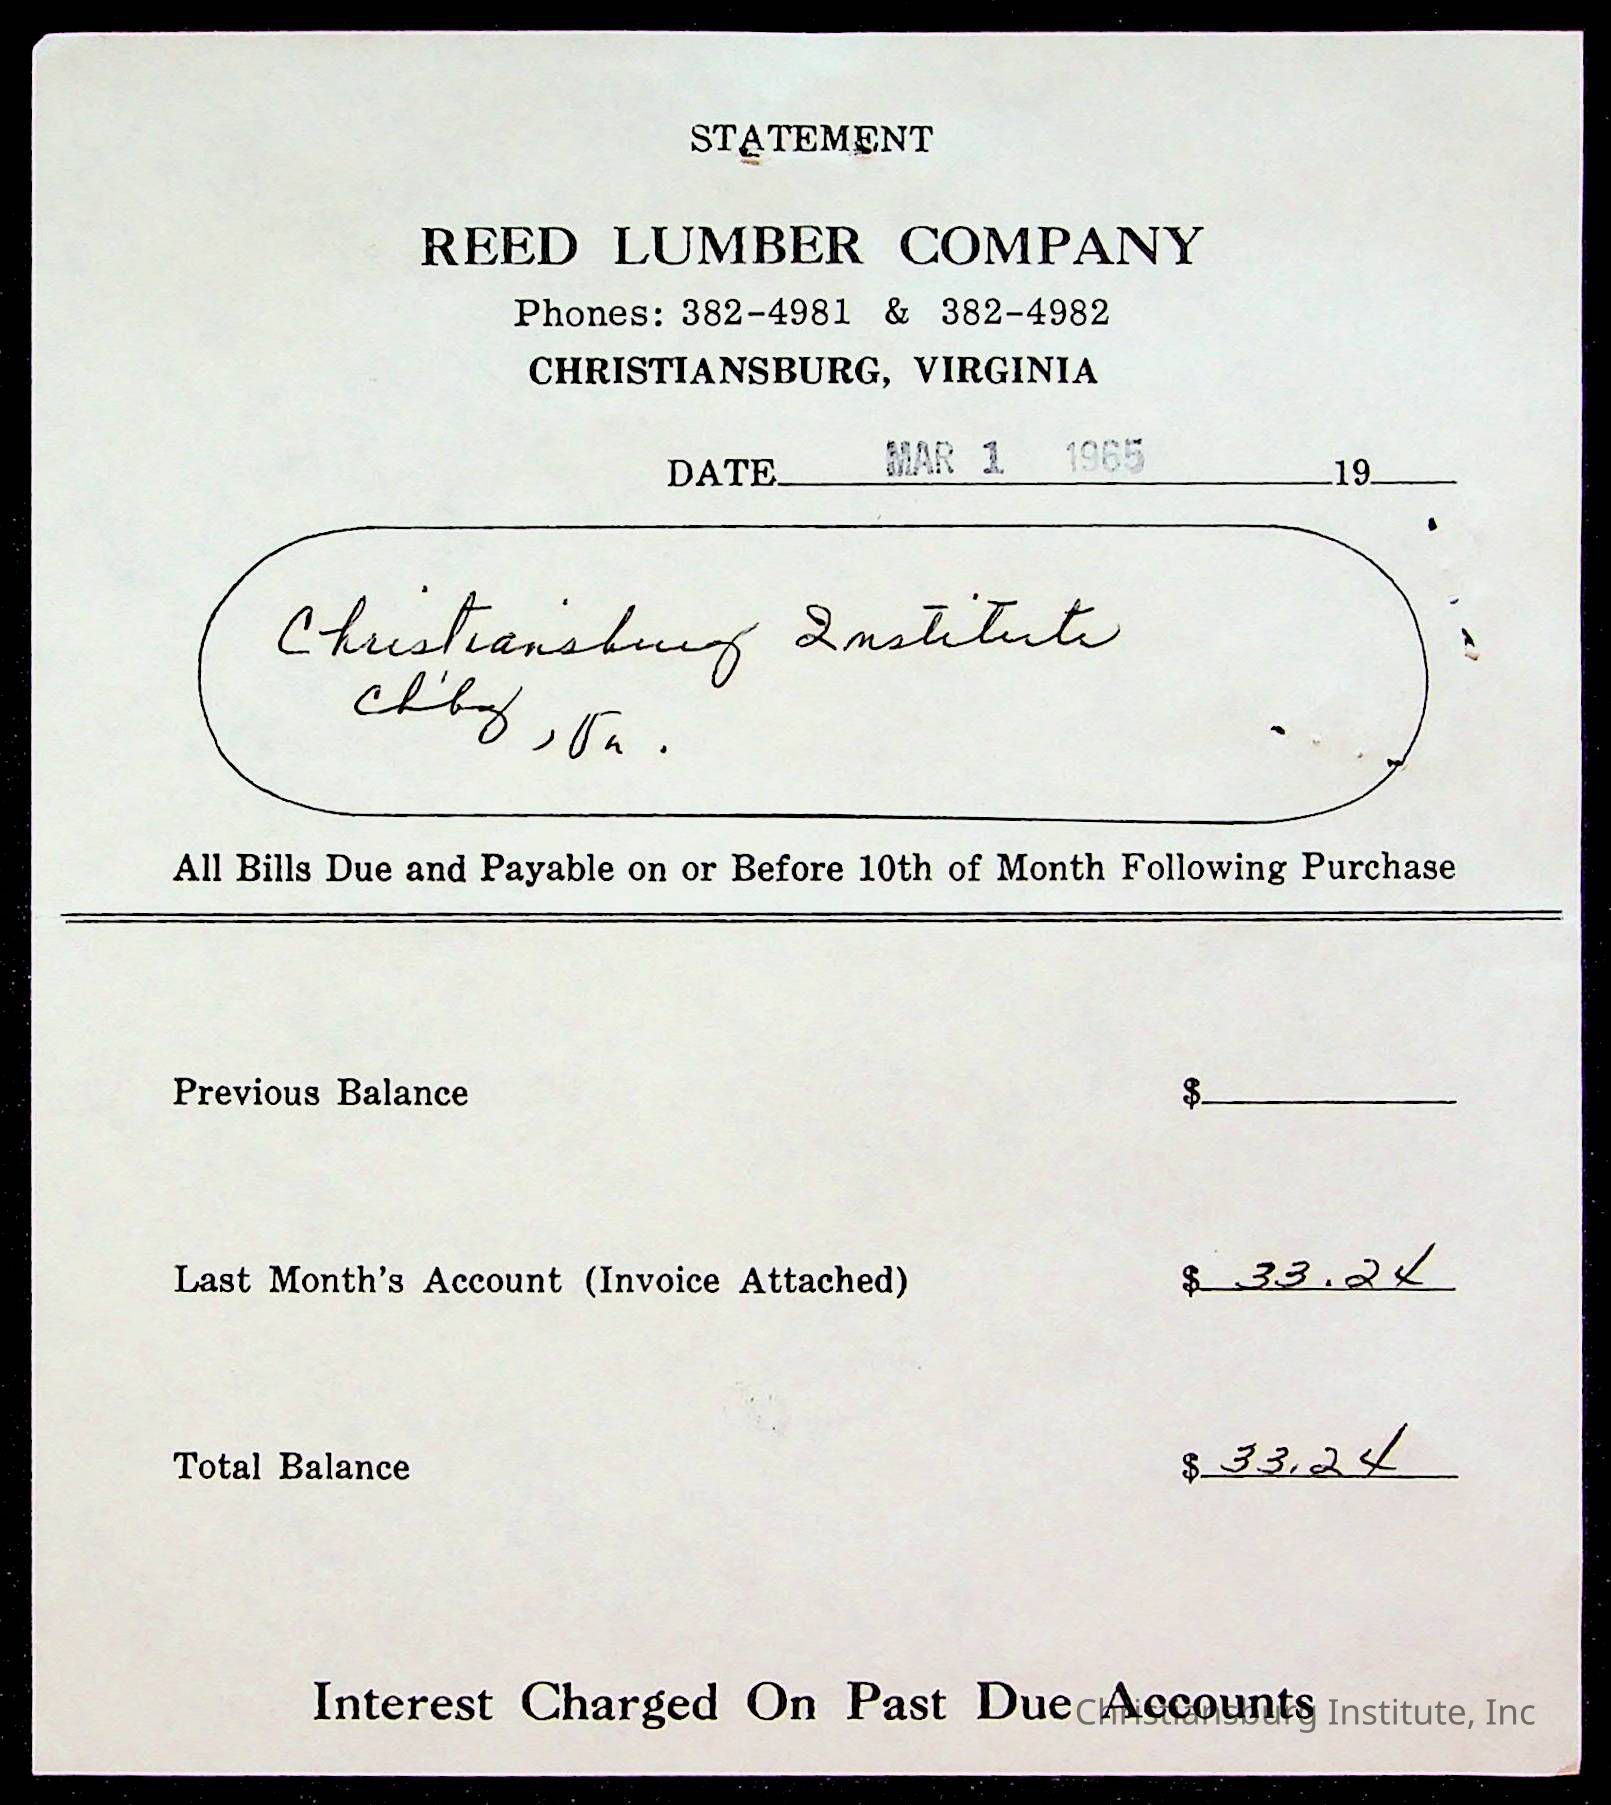 STATEMENT
REED LUMBER COMPANY
Phones: 382-4981 & 382-4982
CHRISTIANSBURG, VIRGINIA
DATE MAR 1 1965 19
Christiansburg Institute
Ch'bg, Va.
All Bills Due and Payable on or Before 10th of Month Following Purchase
Previous Balance $
Last Month's Account (Invoice Attached) $ 33.24
Total Balance $ 33.24
Interest Charged On Past Due Accounts
Christiansburg Institute, Inc